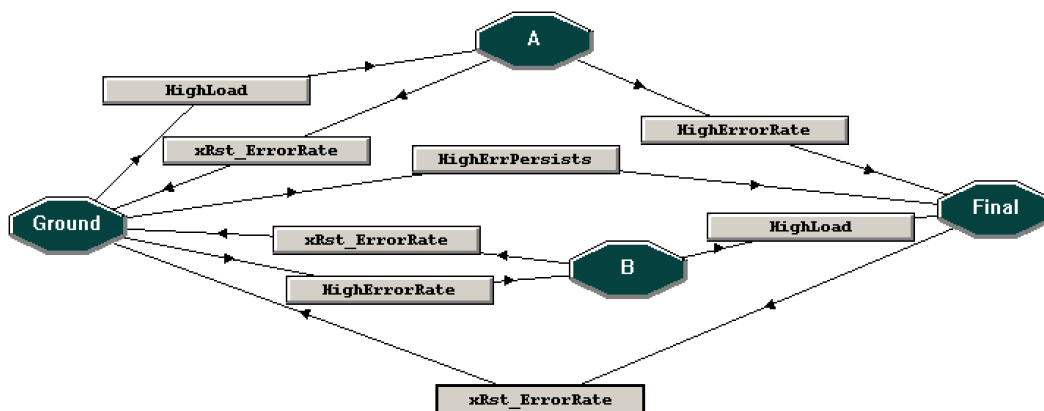 A
HighLoad
HighErrorRate
xRst_ErrorRate
HighErrPersists
Ground
Final
HighLoad
xRst_ErrorRate
B
HighErrorRate
xRst_ErrorRate